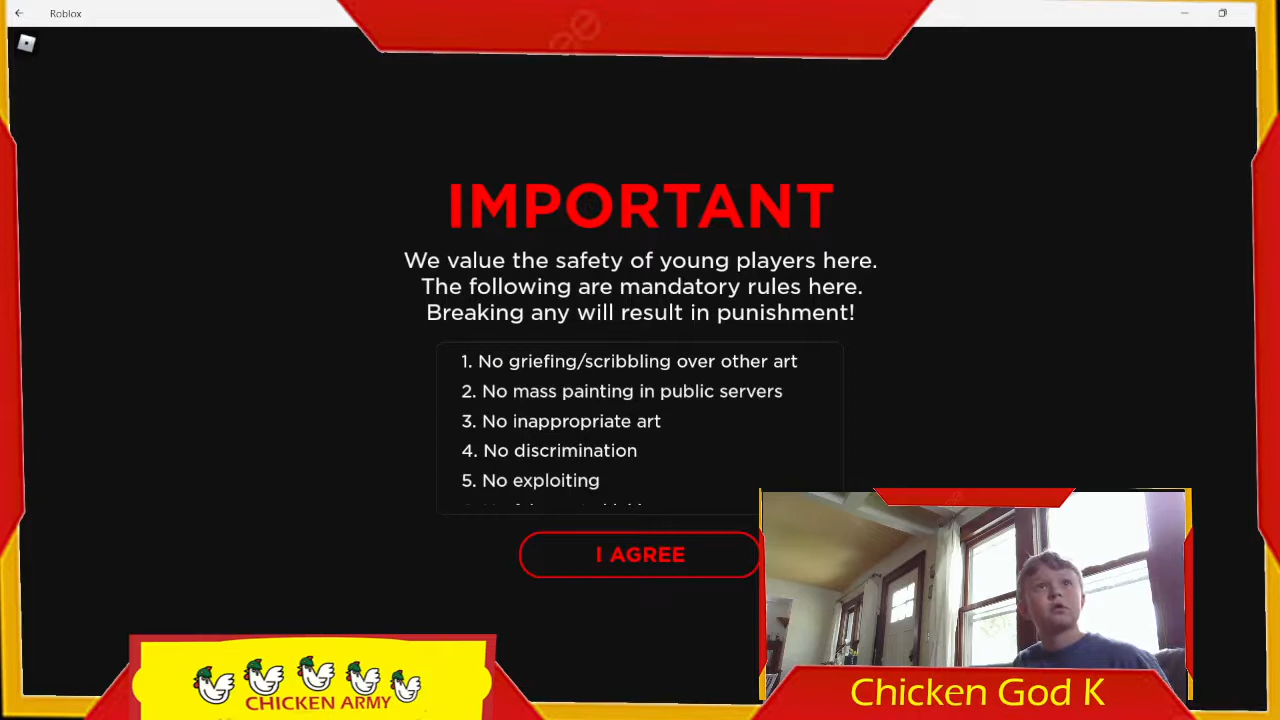 Roblox
IMPORTANT
We value the safety of young players here.
The following are mandatory rules here.
Breaking any will result in punishment!
1. No griefing/scribbling over other art
2. No mass painting in public servers
3. No inappropriate art
4. No discrimination
5. No exploiting
I AGREE
CHICKEN ARMY
Chicken God K